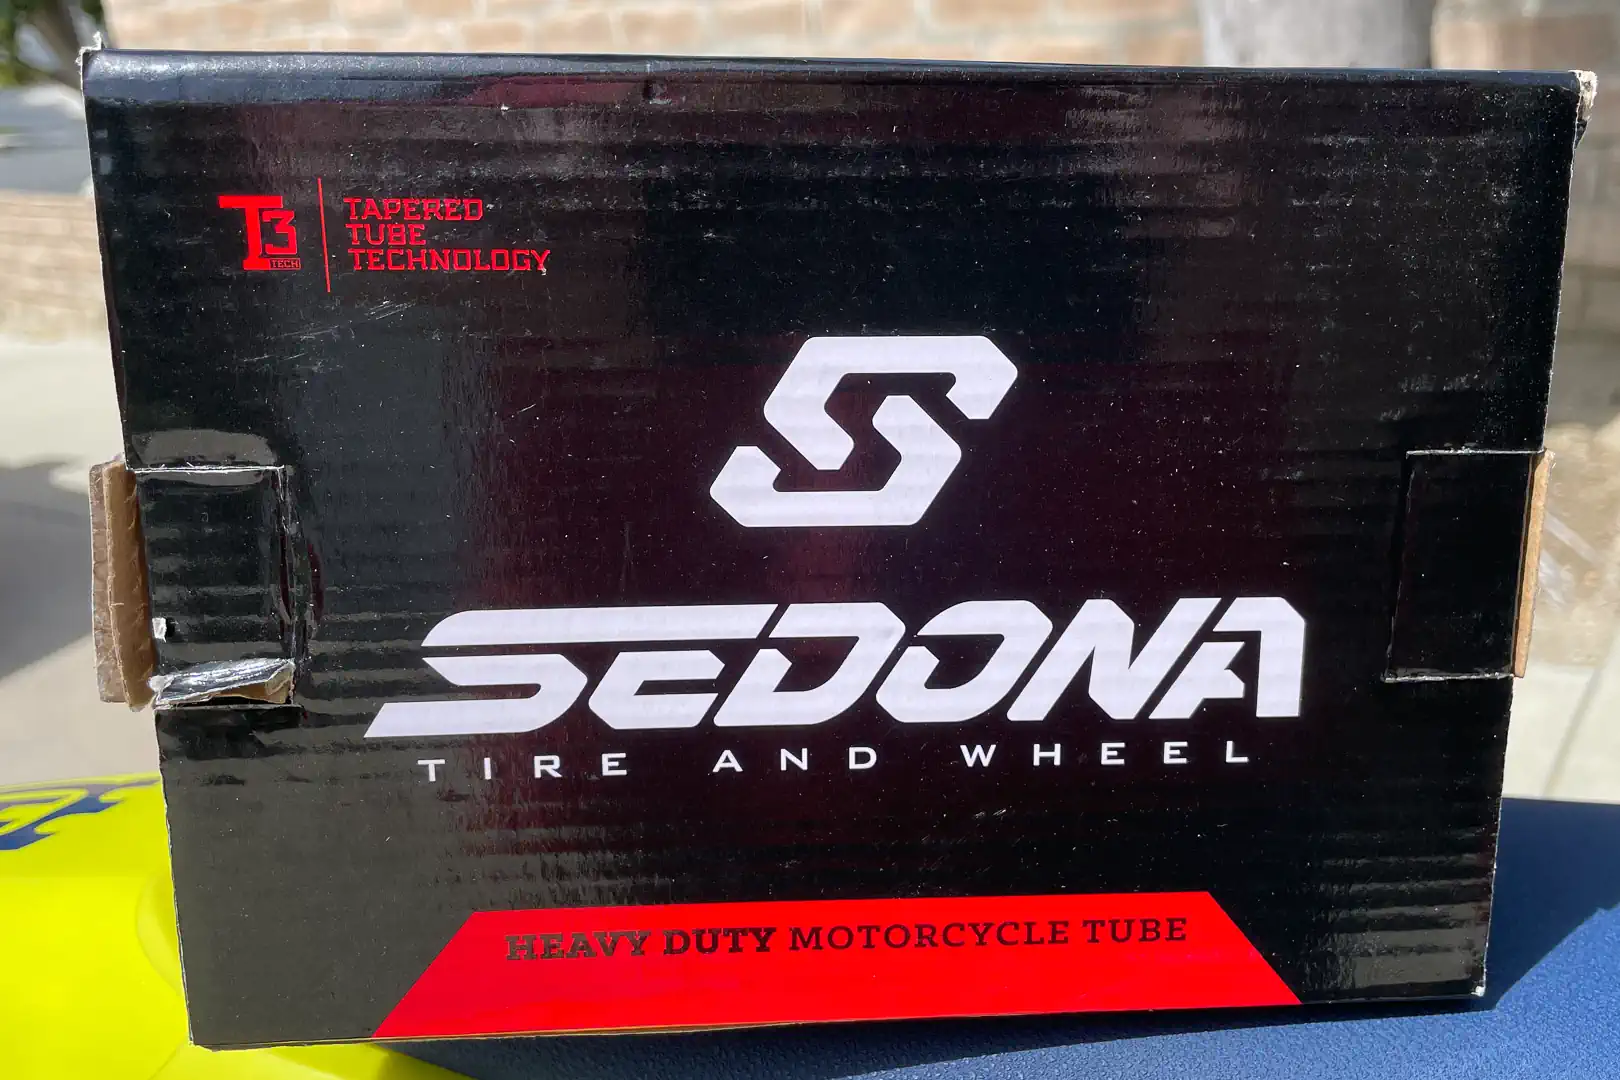 T3
TECH
TAPERED
TUBE
TECHNOLOGY
S
SEDONA
TIRE AND WHEEL
HEAVY DUTY MOTORCYCLE TUBE